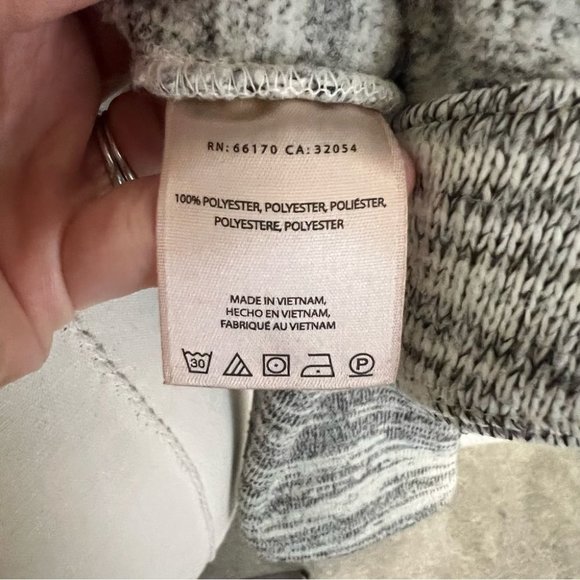 RN: 66170 CA: 32054
100% POLYESTER, POLYESTER, POLIÉSTER,
POLYESTERE, POLYESTER
MADE IN VIETNAM,
HECHO EN VIETNAM,
FABRIQUÉ AU VIETNAM
30 P